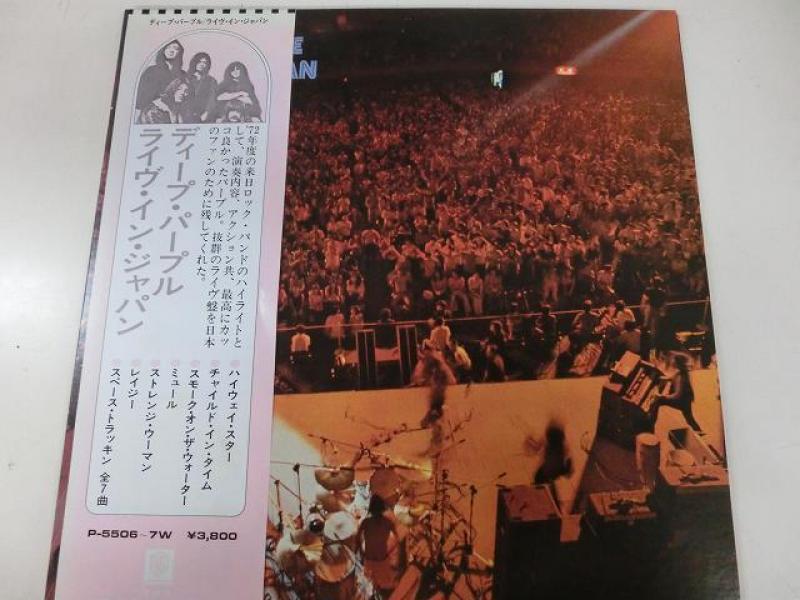 ディープ・パープル/ライヴ・イン・ジャパン
ディープ・パープル
ライヴ・イン・ジャパン
'72年度の来日ロック・バンドのハイライトと
して、演奏内容、アクション共、最高にカッ
コ良かったパープル。抜群のライヴ盤を日本
のファンのために残してくれた。
ハイウェイ・スター
チャイルド・イン・タイム
スモーク・オン・ザ・ウォーター
ミュール
ストレンジ・ウーマン
レイジー
スペース・トラッキン 全7曲
P-5506~7W ¥3,800
E
AN